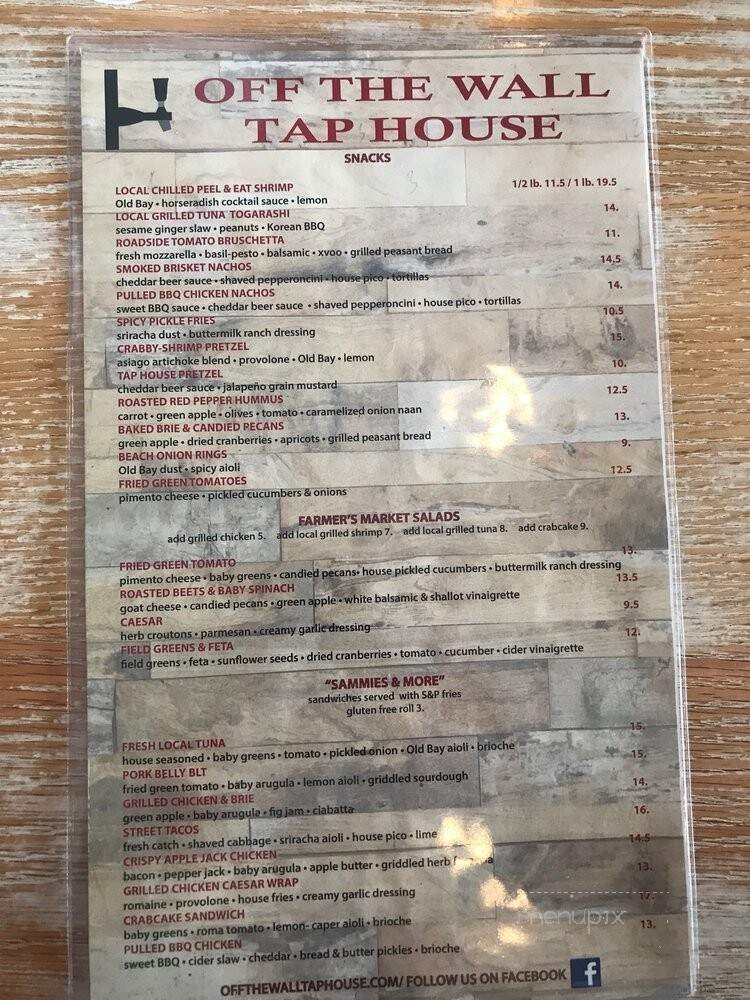 OFF THE WALL
TAP HOUSE
SNACKS
LOCAL CHILLED PEEL & EAT SHRIMP 1/2 lb. 11.5 / 1 lb. 19.5
Old Bay • horseradish cocktail sauce • lemon
LOCAL GRILLED TUNA TOGARASHI 14.
sesame ginger slaw • peanuts • Korean BBQ
ROADSIDE TOMATO BRUSCHETTA 11.
fresh mozzarella • basil-pesto • balsamic • xvoo • grilled peasant bread
SMOKED BRISKET NACHOS 14,5
cheddar beer sauce • shaved pepperoncini • house pico • tortillas
PULLED BBQ CHICKEN NACHOS 14.
sweet BBQ sauce • cheddar beer sauce • shaved pepperoncini • house pico • tortillas
SPICY PICKLE FRIES 10.5
sriracha dust • buttermilk ranch dressing
CRABBY-SHRIMP PRETZEL 15.
asiago artichoke blend • provolone • Old Bay • lemon
TAP HOUSE PRETZEL 10.
cheddar beer sauce • jalapeño grain mustard
ROASTED RED PEPPER HUMMUS 12.5
carrot • green apple • olives • tomato • caramelized onion naan
BAKED BRIE & CANDIED PECANS 13.
green apple • dried cranberries • apricots • grilled peasant bread
BEACH ONION RINGS 9.
Old Bay dust • spicy aioli
FRIED GREEN TOMATOES 12.5
pimento cheese • pickled cucumbers & onions
FARMER'S MARKET SALADS
add grilled chicken 5. add local grilled shrimp 7. add local grilled tuna 8. add crabcake 9.
FRIED GREEN TOMATO 13.
pimento cheese • baby greens • candied pecans• house pickled cucumbers • buttermilk ranch dressing
ROASTED BEETS & BABY SPINACH 13.5
goat cheese • candied pecans • green apple • white balsamic & shallot vinaigrette
CAESAR 9.5
herb croutons • parmesan • creamy garlic dressing
FIELD GREENS & FETA 12.
field greens • feta • sunflower seeds • dried cranberries • tomato • cucumber • cider vinaigrette
"SAMMIES & MORE"
sandwiches served with S&P fries
gluten free roll 3.
FRESH LOCAL TUNA 15.
house seasoned • baby greens • tomato • pickled onion • Old Bay aioli • brioche
PORK BELLY BLT 15.
fried green tomato • baby arugula • lemon aioli • griddled sourdough
GRILLED CHICKEN & BRIE 14.
green apple • baby arugula • fig jam • ciabatta
STREET TACOS 16.
fresh catch • shaved cabbage • sriracha aioli • house pico • lime
CRISPY APPLE JACK CHICKEN 14.5
bacon • pepper jack • baby arugula • apple butter • griddled herb
GRILLED CHICKEN CAESAR WRAP 13.
romaine • provolone • house fries • creamy garlic dressing
CRABCAKE SANDWICH 17.
baby greens • roma tomato • lemon- caper aioli • brioche
PULLED BBQ CHICKEN 13.
sweet BBQ • cider slaw • cheddar • bread & butter pickles • brioche
OFFTHEWALLTAPHOUSE.COM/ FOLLOW US ON FACEBOOK f
menupix